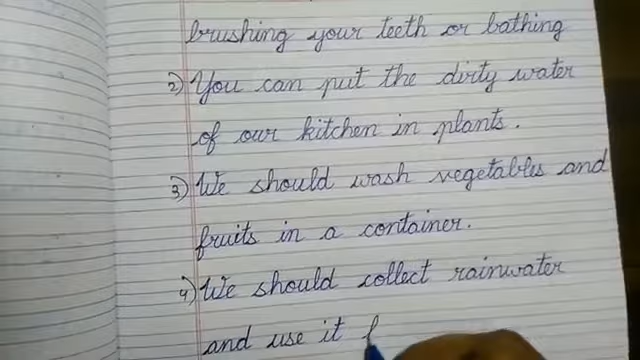 brushing your teeth or bathing
2) You can put the dirty water
of our kitchen in plants.
3) We should wash vegetables and
fruits in a container.
4) We should collect rainwater
and use it f